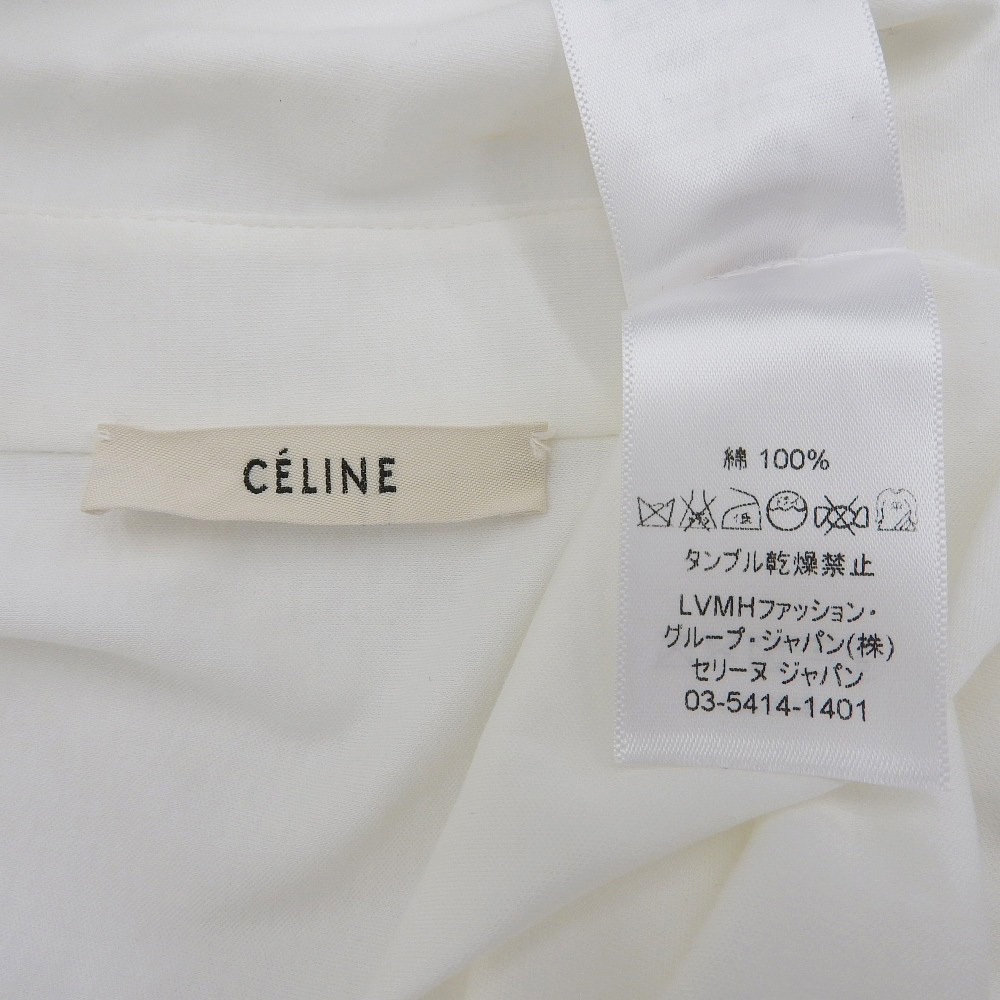 CÉLINE
綿 100%
低
タンブル乾燥禁止
LVMHファッション・
グループ・ジャパン(株)
セリーヌ ジャパン
03-5414-1401